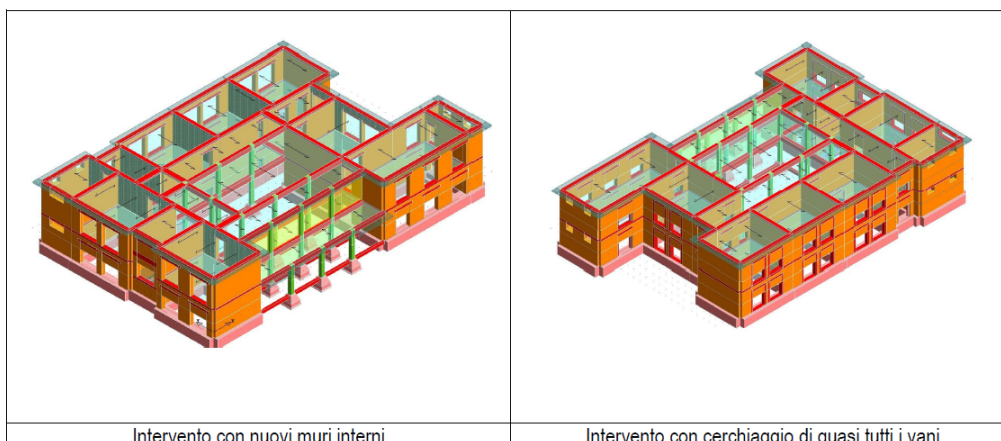 Intervento con nuovi muri interni
Intervento con cerchiaggio di quasi tutti i vani